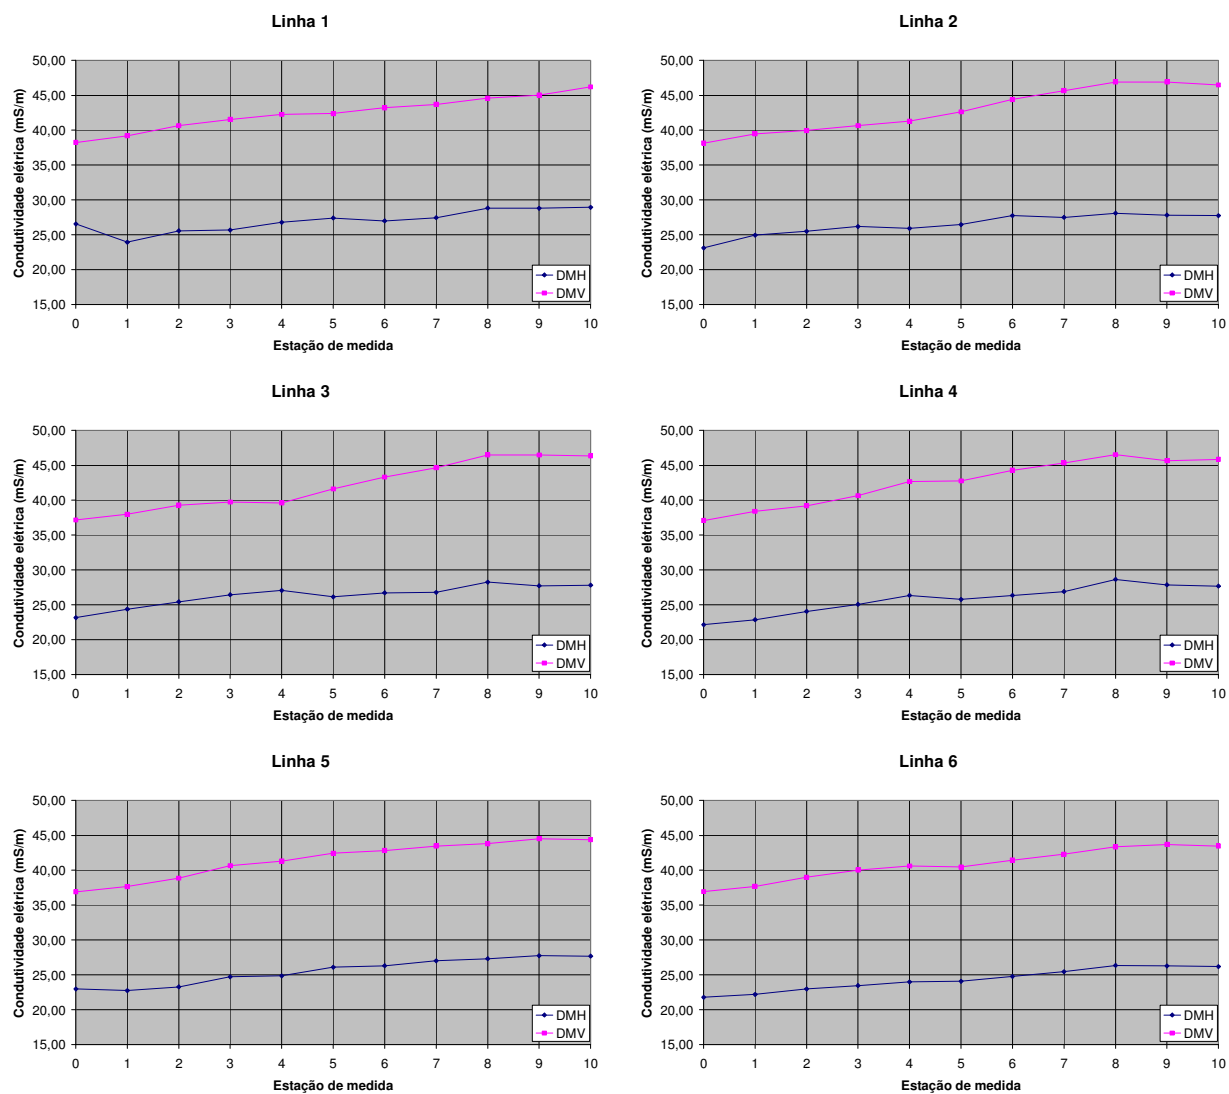 Linha 1
Condutividade elétrica (mS/m)
50,00
45,00
40,00
35,00
30,00
25,00
20,00
15,00
0 1 2 3 4 5 6 7 8 9 10
Estação de medida
DMH
DMV
Linha 2
Condutividade elétrica (mS/m)
50,00
45,00
40,00
35,00
30,00
25,00
20,00
15,00
0 1 2 3 4 5 6 7 8 9 10
Estação de medida
DMH
DMV
Linha 3
Condutividade elétrica (mS/m)
50,00
45,00
40,00
35,00
30,00
25,00
20,00
15,00
0 1 2 3 4 5 6 7 8 9 10
Estação de medida
DMH
DMV
Linha 4
Condutividade elétrica (mS/m)
50,00
45,00
40,00
35,00
30,00
25,00
20,00
15,00
0 1 2 3 4 5 6 7 8 9 10
Estação de medida
DMH
DMV
Linha 5
Condutividade elétrica (mS/m)
50,00
45,00
40,00
35,00
30,00
25,00
20,00
15,00
0 1 2 3 4 5 6 7 8 9 10
Estação de medida
DMH
DMV
Linha 6
Condutividade elétrica (mS/m)
50,00
45,00
40,00
35,00
30,00
25,00
20,00
15,00
0 1 2 3 4 5 6 7 8 9 10
Estação de medida
DMH
DMV